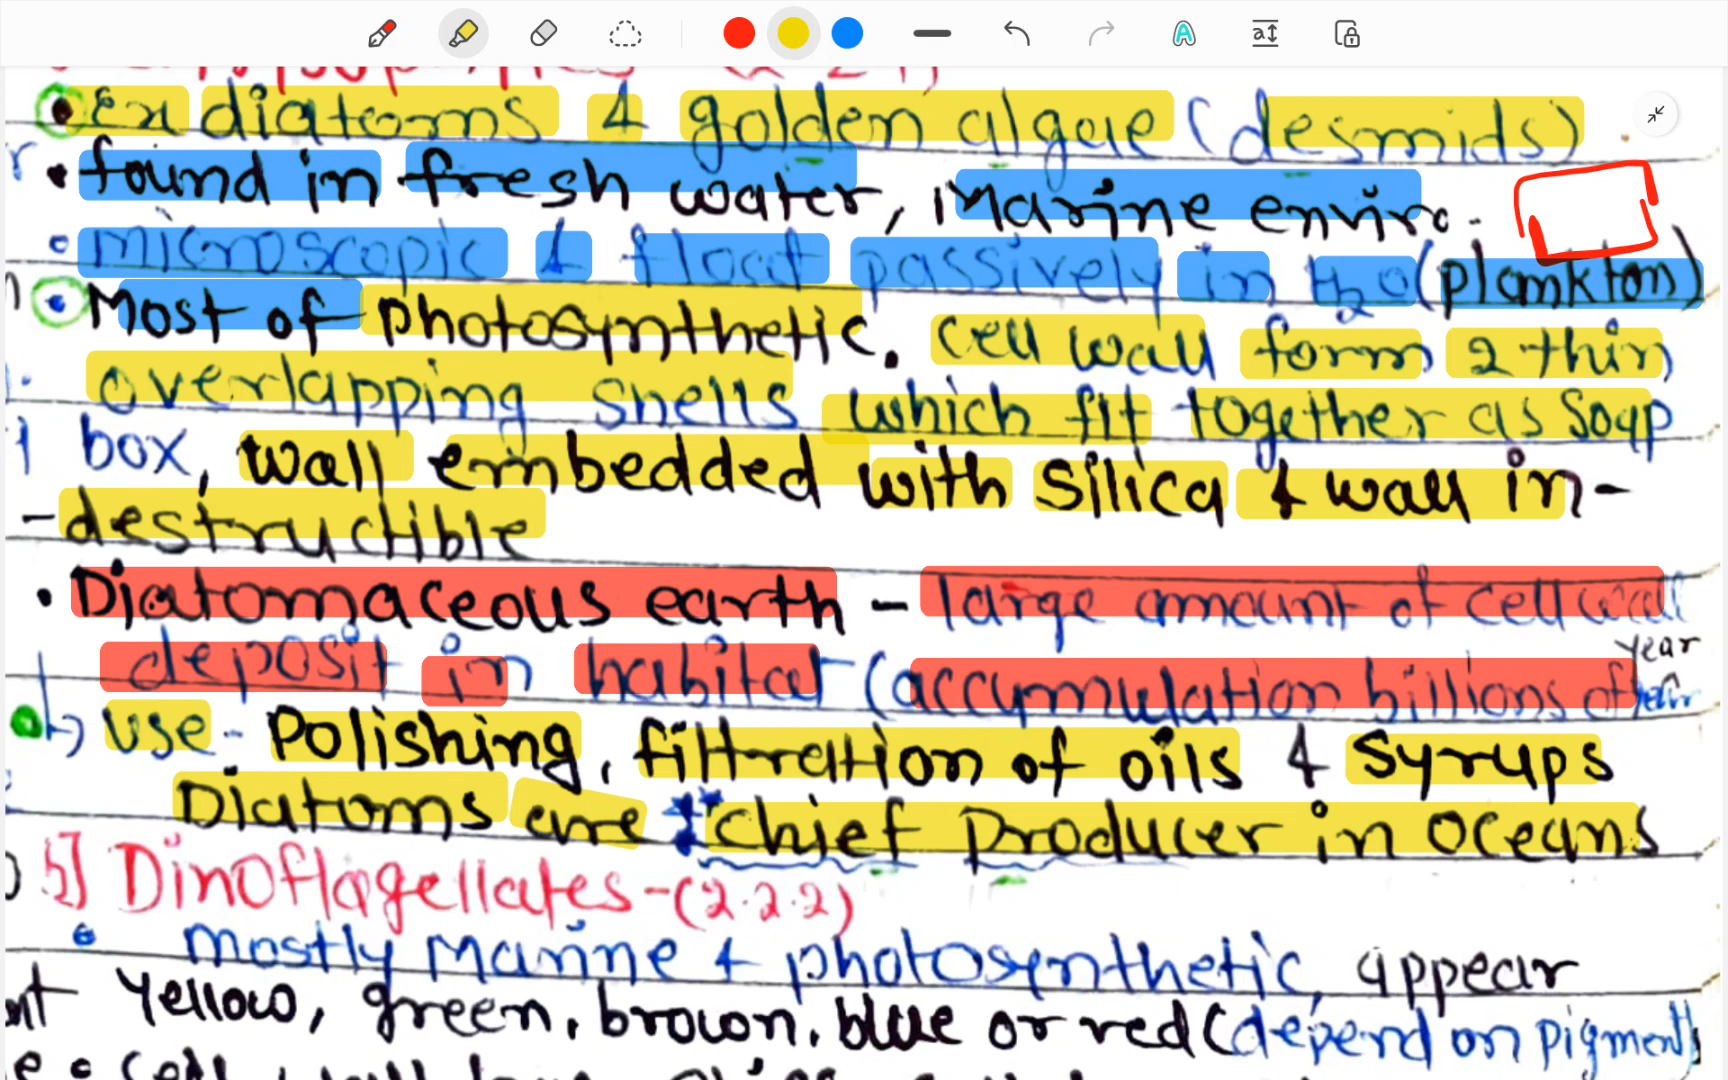 • Ex diatoms & golden algae (desmids)
• found in fresh water, marine enviro.
• microscopic & float passively in H2O (plankton)
• Most of photosynthetic. cell wall form 2 thin
overlapping shells which fit together as soap
box, wall embedded with silica & wall in-
-destructible
• Diatomaceous earth - large amount of cell wall
deposit in habitat (accumulation billions of year
year
↳ use - Polishing, filtration of oils & syrups
Diatoms are * chief Producer in oceans
b] Dinoflagellates - (2.2.2)
• mostly marine & photosynthetic, appear
yellow, green, brown, blue or red (depend on pigment)